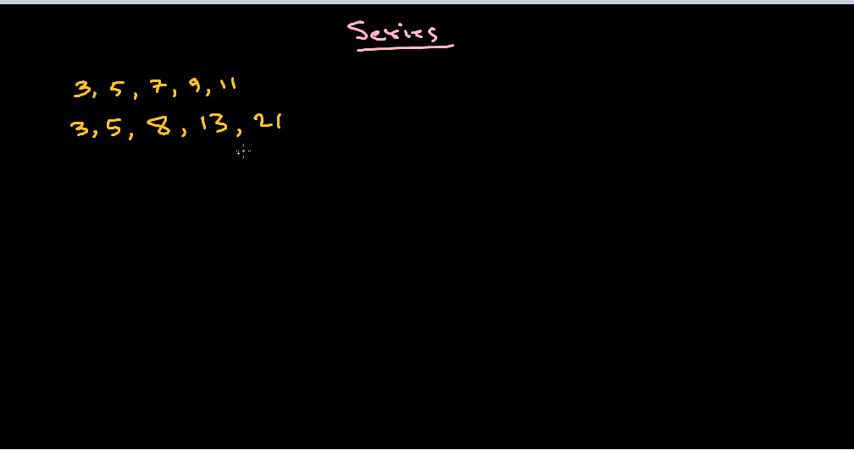 Series
3, 5, 7, 9, 11
3, 5, 8, 13, 21